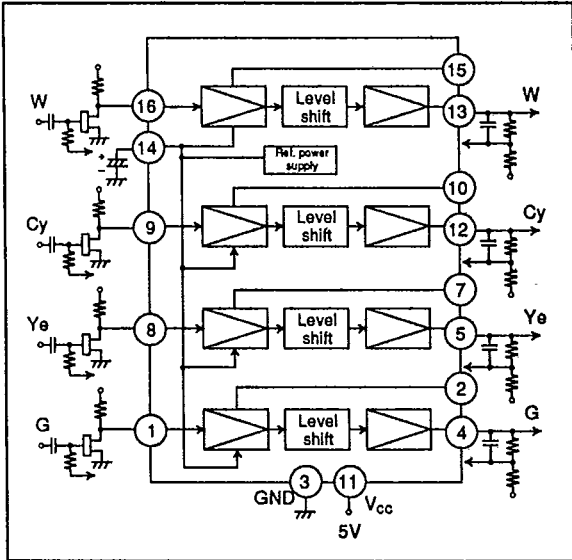 15
W
16
Level
shift
13
W
+
14
-
Ref. power
supply
10
Cy
9
Level
shift
12
Cy
7
Ye
8
Level
shift
5
Ye
2
G
1
Level
shift
4
G
3
11
GND
Vcc
5V